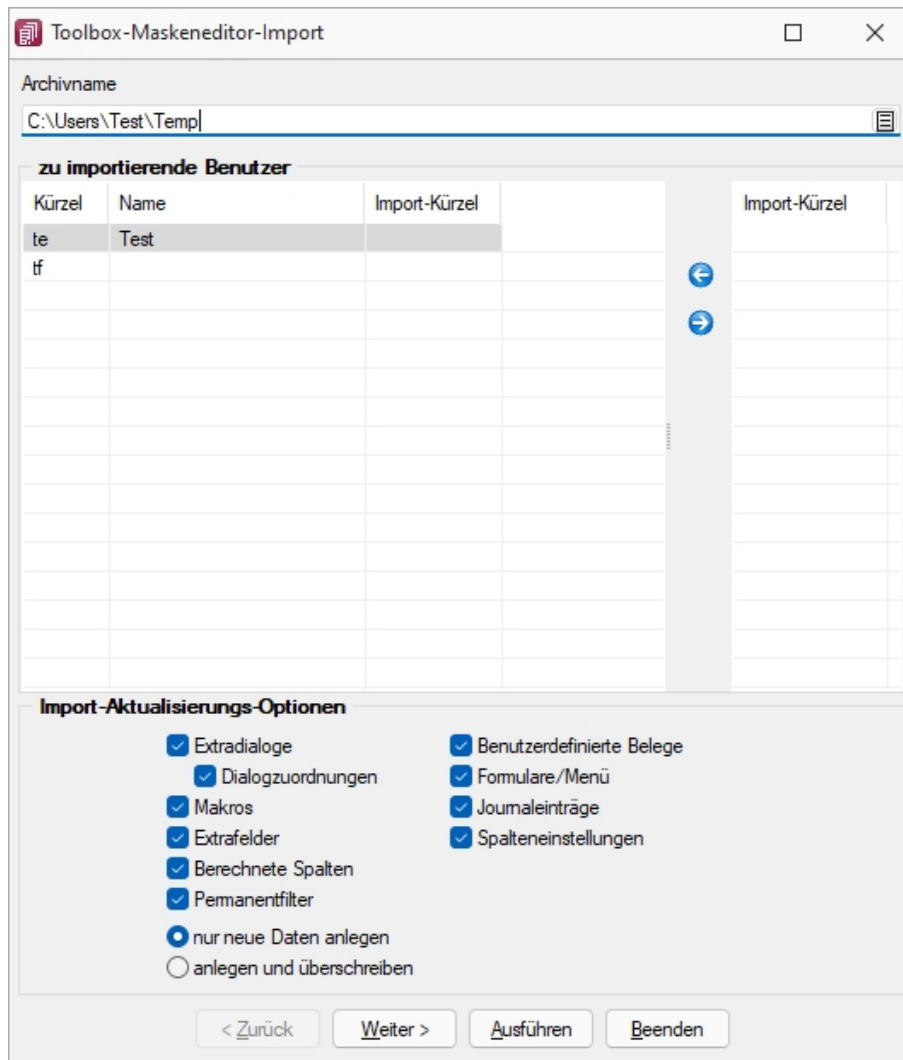 Toolbox-Maskeneditor-Import
Archivname
C:\Users\Test\Temp
zu importierende Benutzer
Kürzel Name Import-Kürzel Import-Kürzel
te Test
tf
Import-Aktualisierungs-Optionen
Extradialoge Benutzerdefinierte Belege
Dialogzuordnungen Formulare/Menü
Makros Journaleinträge
Extrafelder Spalteneinstellungen
Berechnete Spalten
Permanentfilter
nur neue Daten anlegen
anlegen und überschreiben
< Zurück Weiter > Ausführen Beenden